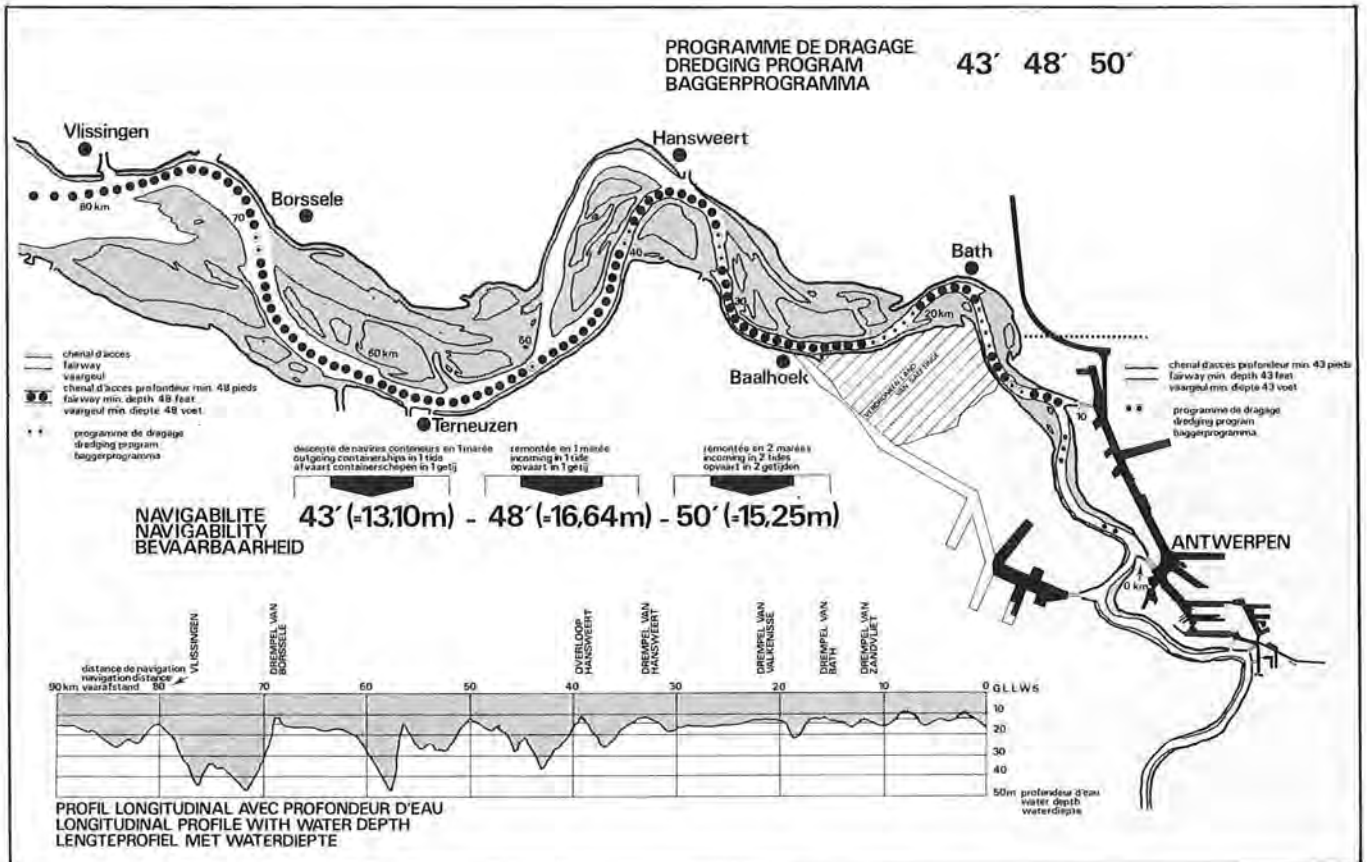 PROGRAMME DE DRAGAGE
DREDGING PROGRAM
BAGGERPROGRAMMA
43′ 48′ 50′
Vlissingen
Hansweert
Borssele
Bath
80 km
70
60 km
50
40
30
20 km
10
0 km
Baalhoek
VERDRONKEN LAND
VAN SAEFTINGE
Terneuzen
ANTWERPEN
chenal d'acces
fairway
vaargeul
chenal d'acces profondeur min. 48 pieds
fairway min. depth 48 feet
vaargeul min. diepte 48 voet
programme de dragage
dredging program
baggerprogramma
chenal d'acces profondeur min. 43 pieds
fairway min. depth 43 feet
vaargeul min. diepte 43 voet
programme de dragage
dredging program
baggerprogramma
descente de navires conteneurs en 1 marée
outgoing containerships in 1 tide
afvaart containerschepen in 1 getij
remontée en 1 marée
incoming in 1 tide
opvaart in 1 getij
remontée en 2 marées
incoming in 2 tides
opvaart in 2 getijden
NAVIGABILITE
NAVIGABILITY
BEVAARBAARHEID
43′ (=13,10m) - 48′ (=16,64m) - 50′ (=15,25m)
VLISSINGEN
DREMPEL VAN
BORSSELE
OVERLOOP
HANSWEERT
DREMPEL VAN
HANSWEERT
DREMPEL VAN
VALKENISSE
DREMPEL VAN
BATH
DREMPEL VAN
ZANDVLIET
distance de navigation
navigation distance
90 km vaarafstand 80 70 60 50 40 30 20 10 0 GLLWS
10
20
30
40
50m profondeur d'eau
water depth
waterdiepte
PROFIL LONGITUDINAL AVEC PROFONDEUR D'EAU
LONGITUDINAL PROFILE WITH WATER DEPTH
LENGTEPROFIEL MET WATERDIEPTE